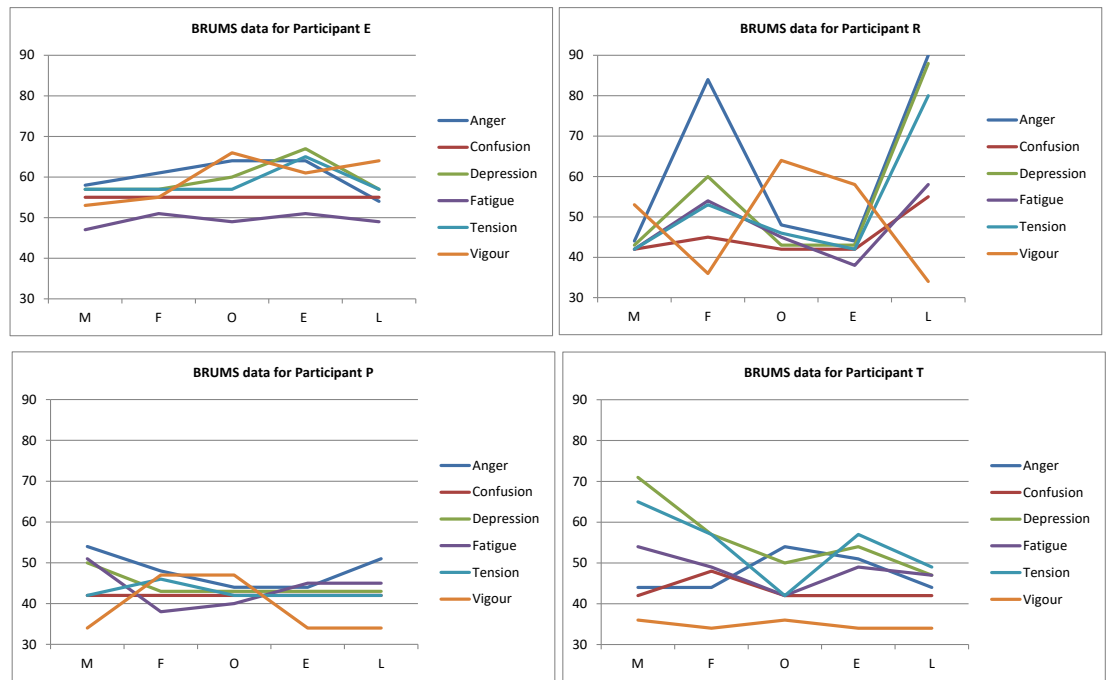 BRUMS data for Participant E
90
80
70
60
50
40
30
M F O E L
Anger
Confusion
Depression
Fatigue
Tension
Vigour
BRUMS data for Participant R
90
80
70
60
50
40
30
M F O E L
Anger
Confusion
Depression
Fatigue
Tension
Vigour
BRUMS data for Participant P
90
80
70
60
50
40
30
M F O E L
Anger
Confusion
Depression
Fatigue
Tension
Vigour
BRUMS data for Participant T
90
80
70
60
50
40
30
M F O E L
Anger
Confusion
Depression
Fatigue
Tension
Vigour